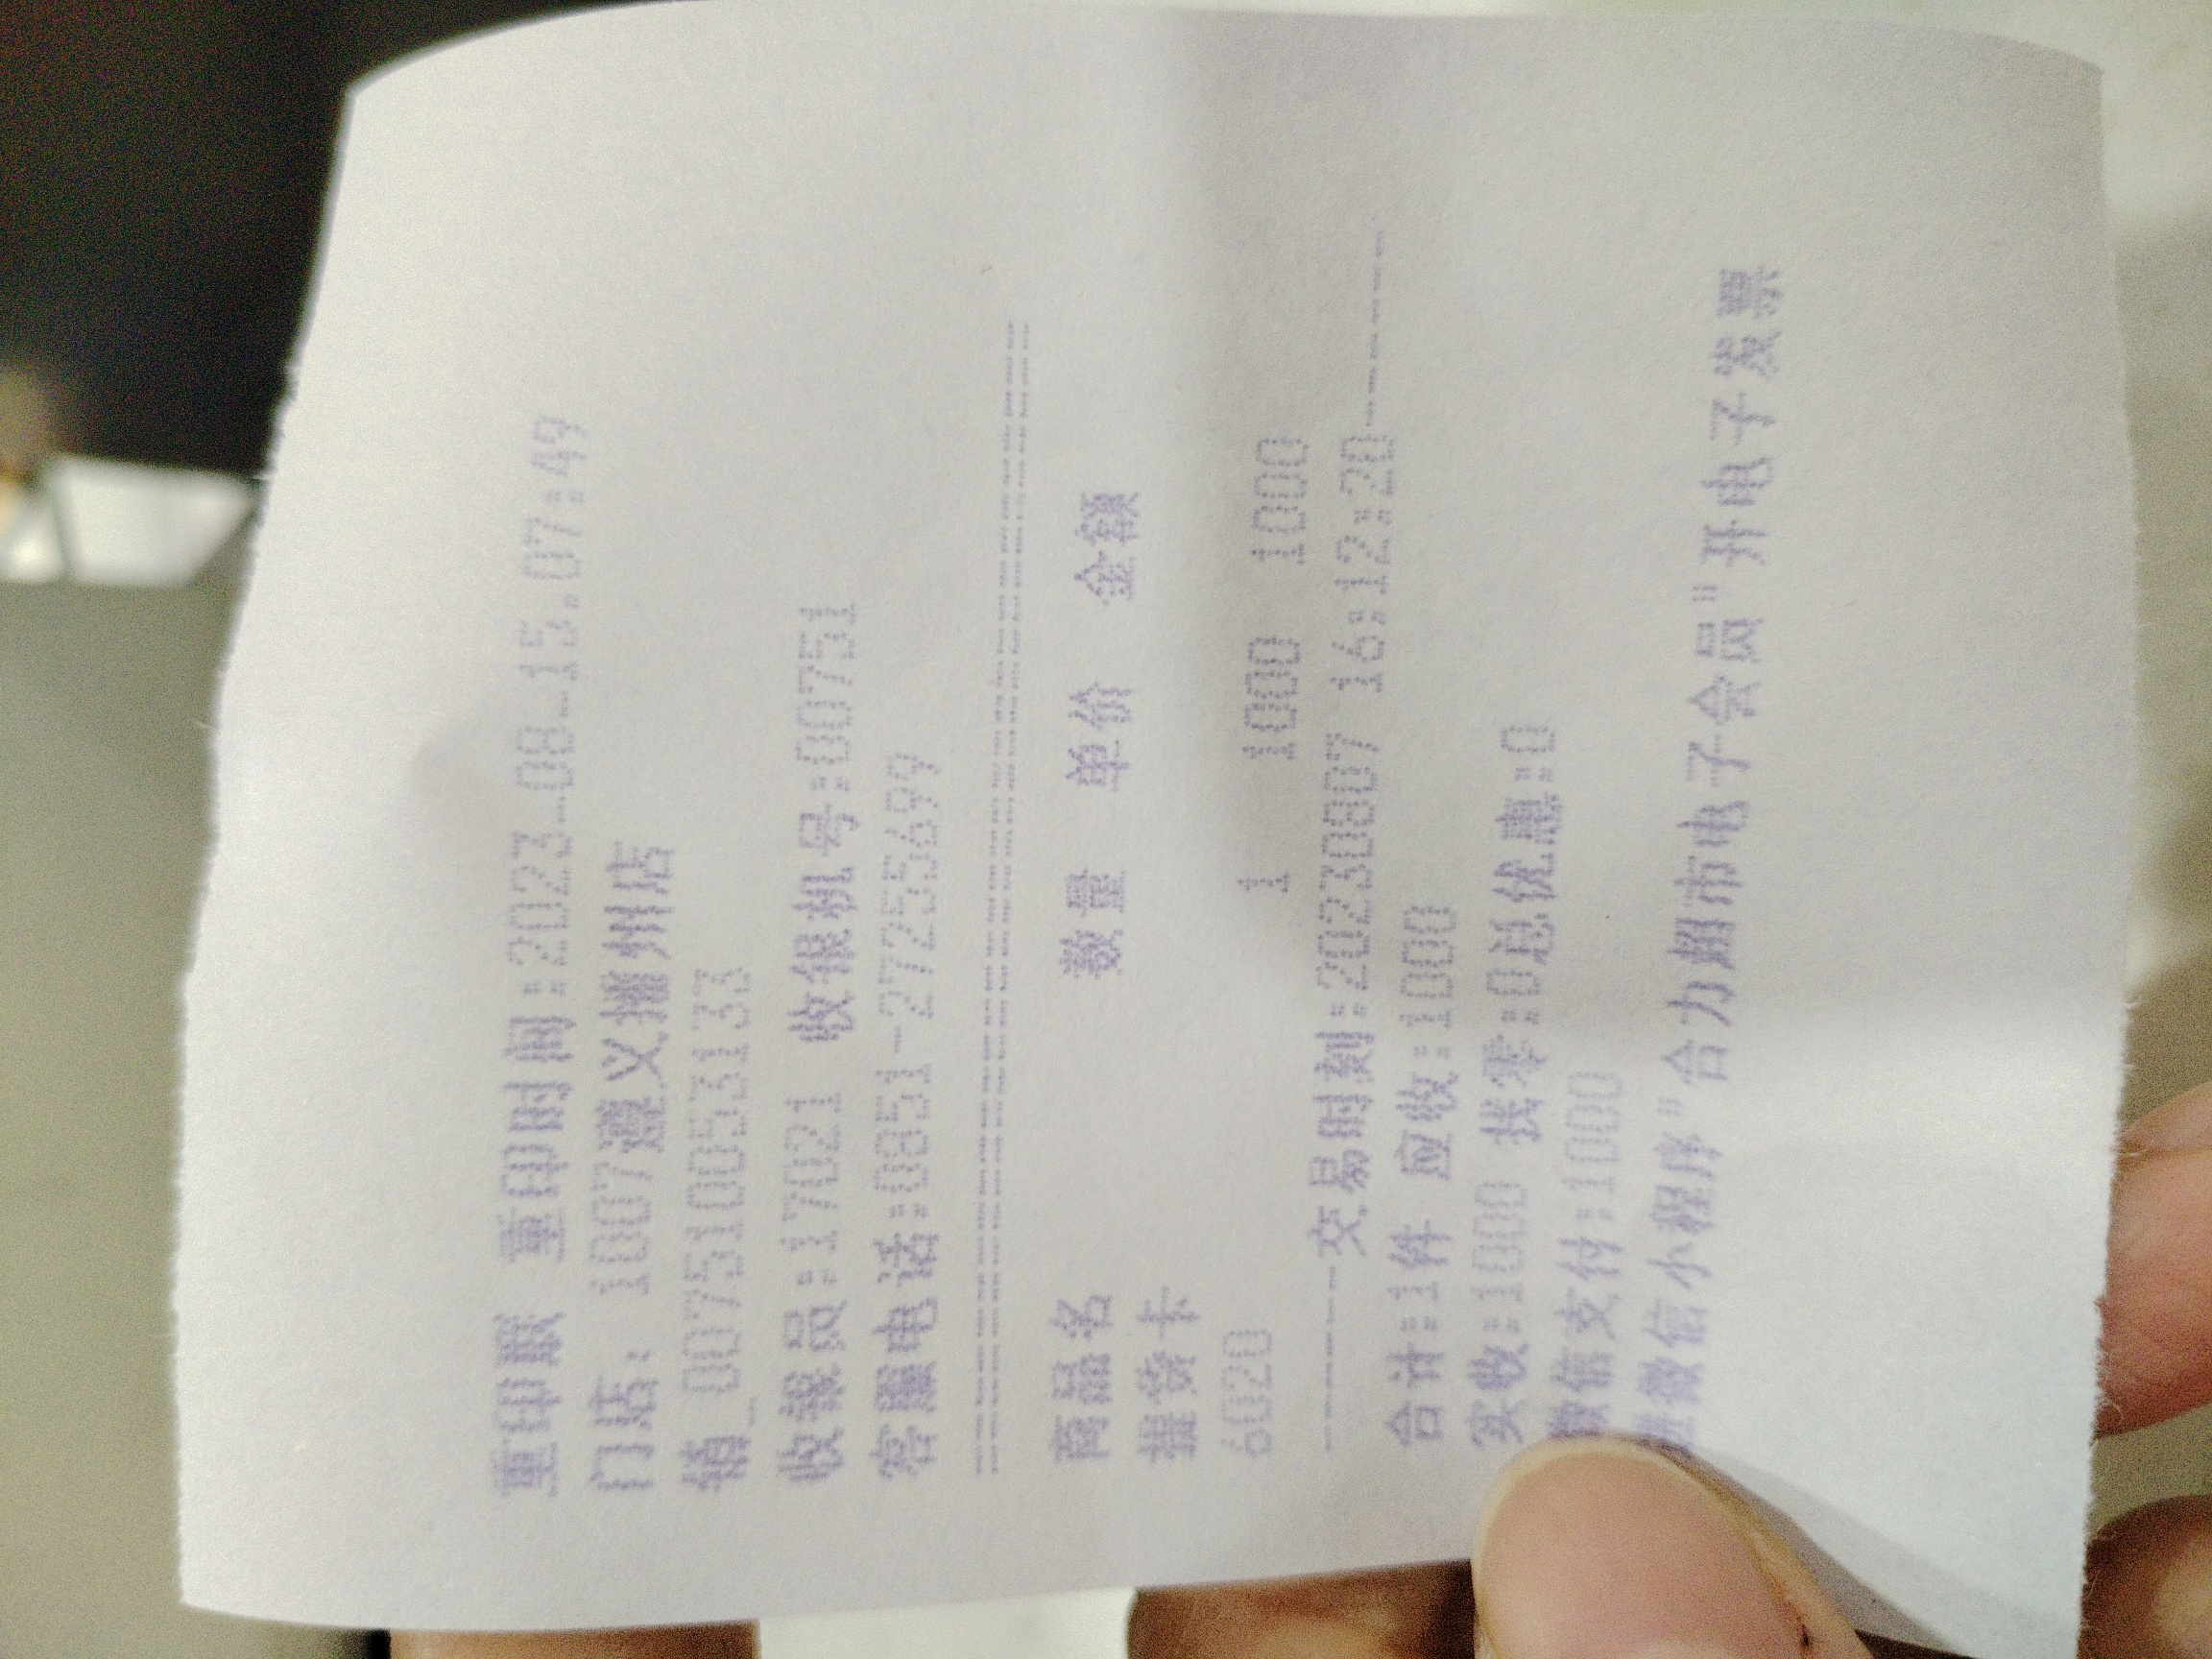 重印服 重印时间:2023-08-15.07:49
门店: 1007遵义播州店
销_007510053133
收银员:17021 收银机号:00751
客服电话:0851-27255699
================================
商品名 数量 单价 金额
提货卡
6020 1 1000 1000
--------交易时刻:20230807 16:12:20--------
合计:1件 应收:1000
实收:1000 找零:0总优惠:0
微信支付:1000
微信小程序"合力超市电子会员"开电子发票